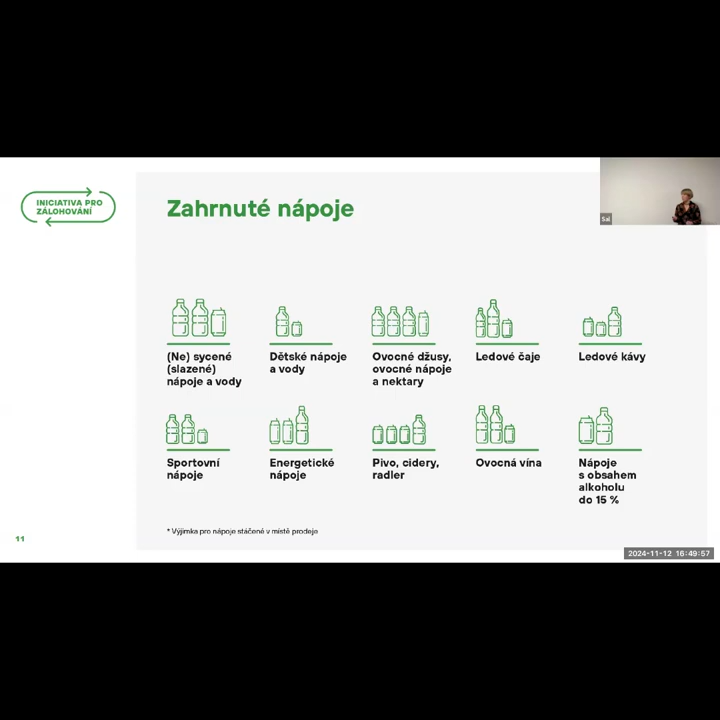 INICIATIVA PRO
ZÁLOHOVÁNÍ
Zahrnuté nápoje
Sal
(Ne) sycené
(slazené)
nápoje a vody
Dětské nápoje
a vody
Ovocné džusy,
ovocné nápoje
a nektary
Ledové čaje
Ledové kávy
Sportovní
nápoje
Energetické
nápoje
Pivo, cidery,
radler
Ovocná vína
Nápoje
s obsahem
alkoholu
do 15 %
* Výjimka pro nápoje stáčené v místě prodeje
11
2024-11-12 16:49:57